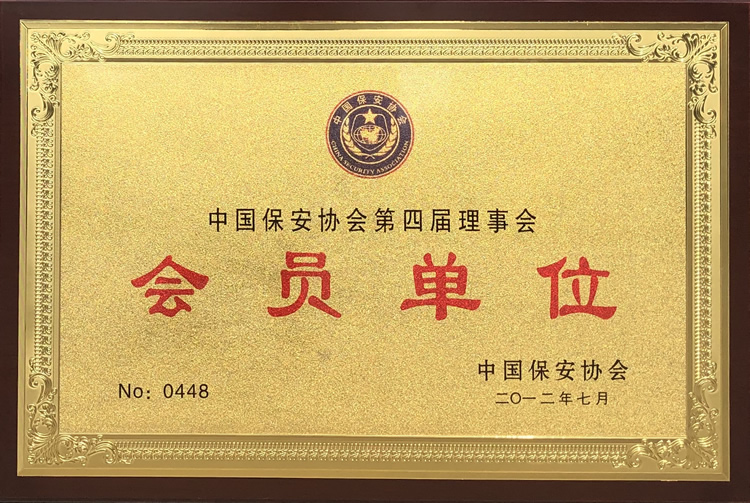 中国保安协会
CHINA SECURITY ASSOCIATION
中国保安协会第四届理事会
会员单位
No：0448
中国保安协会
二〇一二年七月